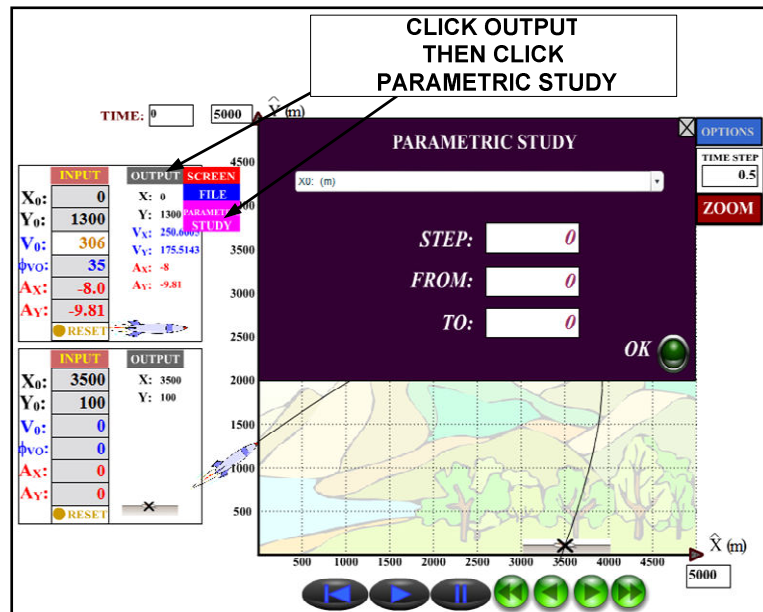 CLICK OUTPUT
THEN CLICK
PARAMETRIC STUDY
TIME: 0
5000
Ŷ (m)
PARAMETRIC STUDY
X0: (m)
STEP: 0
FROM: 0
TO: 0
OK
OPTIONS
TIME STEP
0.5
ZOOM
INPUT
X0: 0
Y0: 1300
V0: 306
ϕVO: 35
AX: -8.0
AY: -9.81
RESET
OUTPUT
X: 0
Y: 1300
VX: 250.6605
VY: 175.5143
AX: -8
AY: -9.81
SCREEN
FILE
STUDY
INPUT
X0: 3500
Y0: 100
V0: 0
ϕVO: 0
AX: 0
AY: 0
RESET
OUTPUT
X: 3500
Y: 100
4500
4000
3500
3000
2500
2000
1500
1000
500
500 1000 1500 2000 2500 3000 3500 4000 4500
X̂ (m)
5000